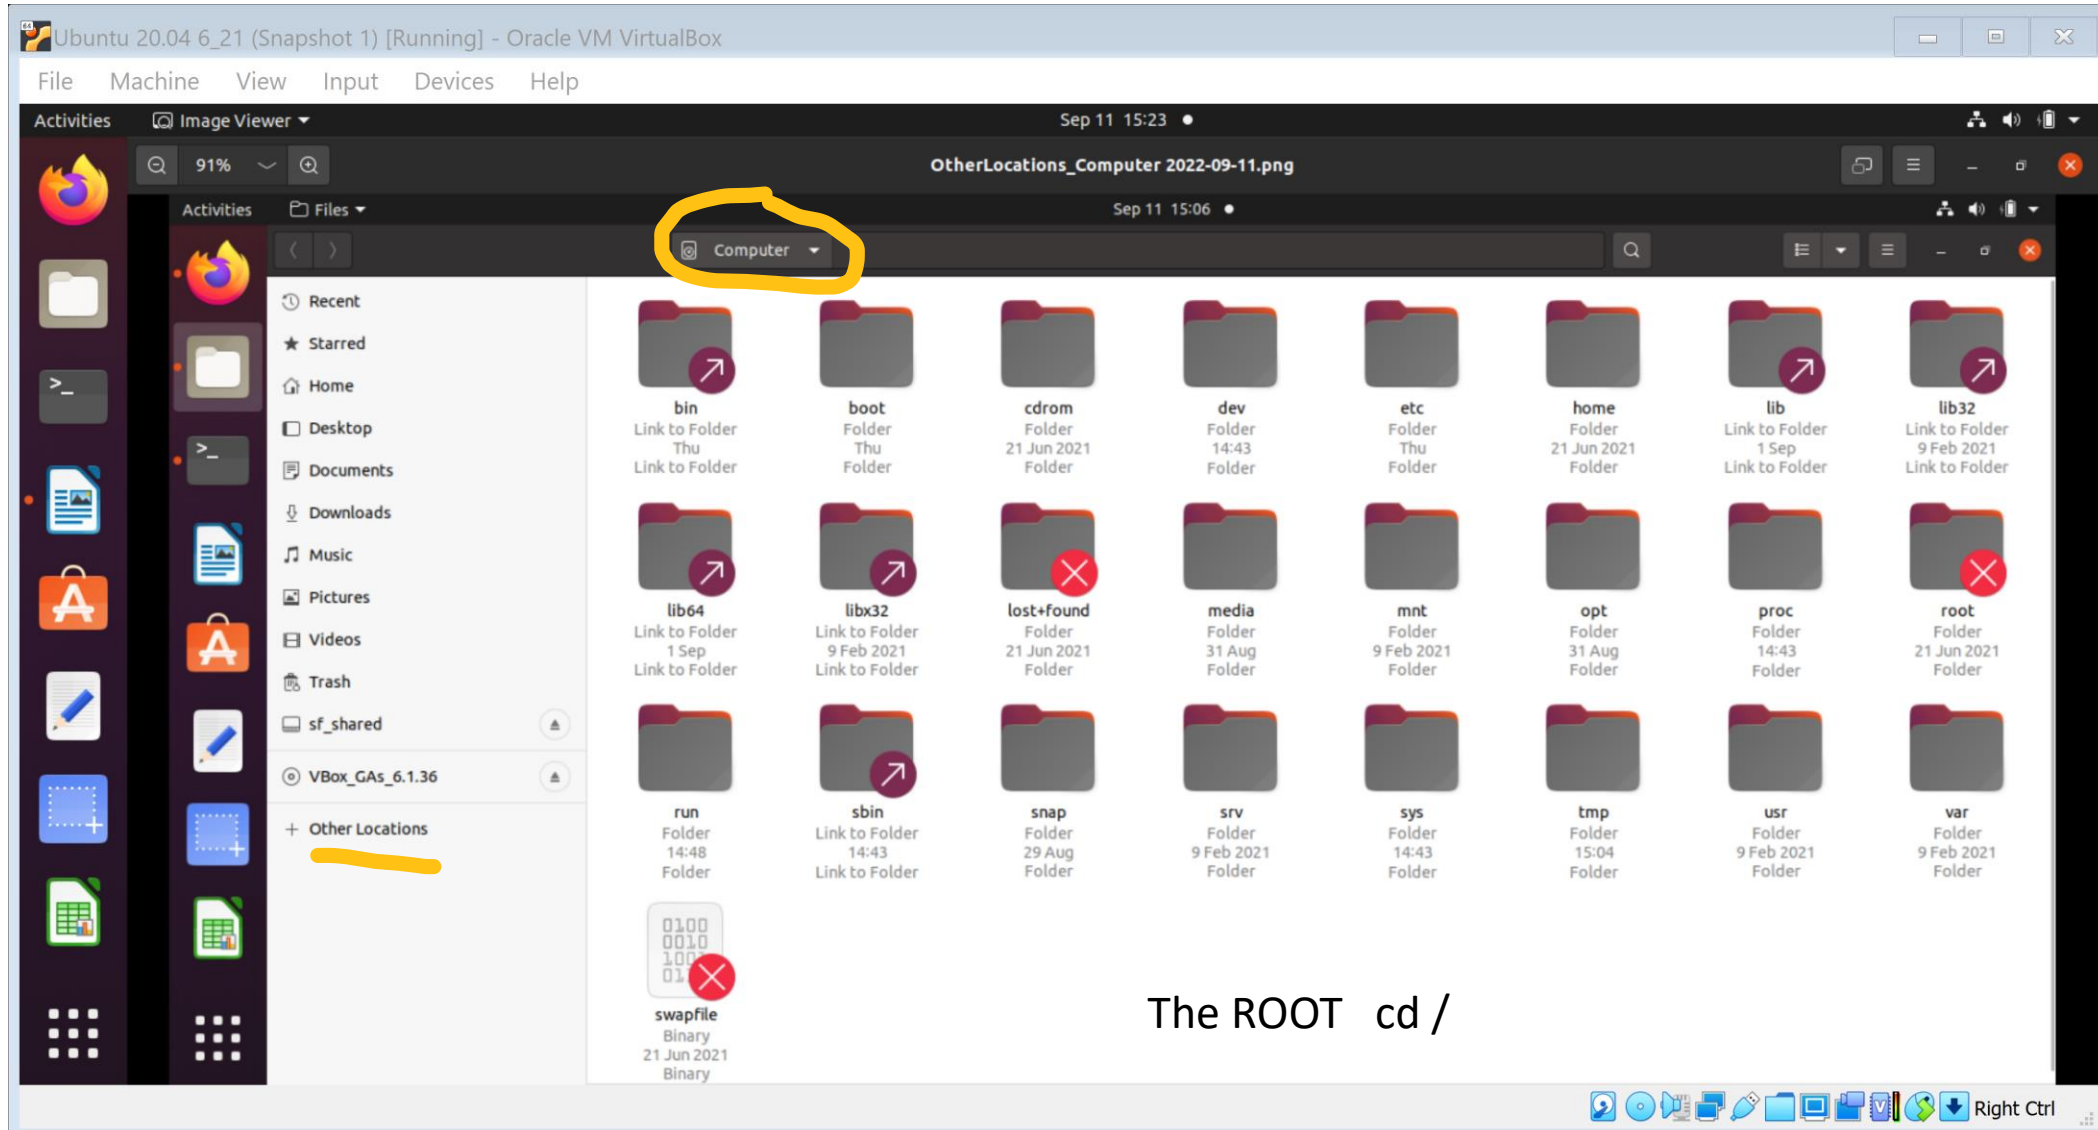 Ubuntu 20.04 6_21 (Snapshot 1) [Running] - Oracle VM VirtualBox
File Machine View Input Devices Help
Activities Image Viewer Sep 11 15:23
91% OtherLocations_Computer 2022-09-11.png
Activities Files Sep 11 15:06
Computer
Recent
Starred
Home
Desktop
Documents
Downloads
Music
Pictures
Videos
Trash
sf_shared
VBox_GAs_6.1.36
+ Other Locations
bin boot cdrom dev etc home lib lib32
Link to Folder Folder Folder Folder Folder Folder Link to Folder Link to Folder
Thu Thu 21 Jun 2021 14:43 Thu 21 Jun 2021 1 Sep 9 Feb 2021
Link to Folder Folder Folder Folder Folder Folder Link to Folder Link to Folder
lib64 libx32 lost+found media mnt opt proc root
Link to Folder Link to Folder Folder Folder Folder Folder Folder Folder
1 Sep 9 Feb 2021 21 Jun 2021 31 Aug 9 Feb 2021 31 Aug 14:43 21 Jun 2021
Link to Folder Link to Folder Folder Folder Folder Folder Folder Folder
run sbin snap srv sys tmp usr var
Folder Link to Folder Folder Folder Folder Folder Folder Folder
14:48 14:43 29 Aug 9 Feb 2021 14:43 15:04 9 Feb 2021 9 Feb 2021
Folder Link to Folder Folder Folder Folder Folder Folder Folder
0100
0010
swapfile
Binary
21 Jun 2021
Binary
The ROOT cd /
Right Ctrl